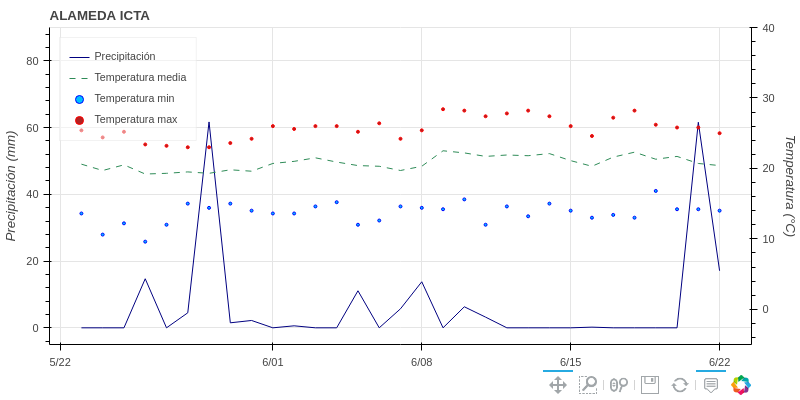 ALAMEDA ICTA
Precipitación
Temperatura media
Temperatura min
Temperatura max
Precipitación (mm)
80
60
40
20
0
Temperatura (°C)
40
30
20
10
0
5/22
6/01
6/08
6/15
6/22